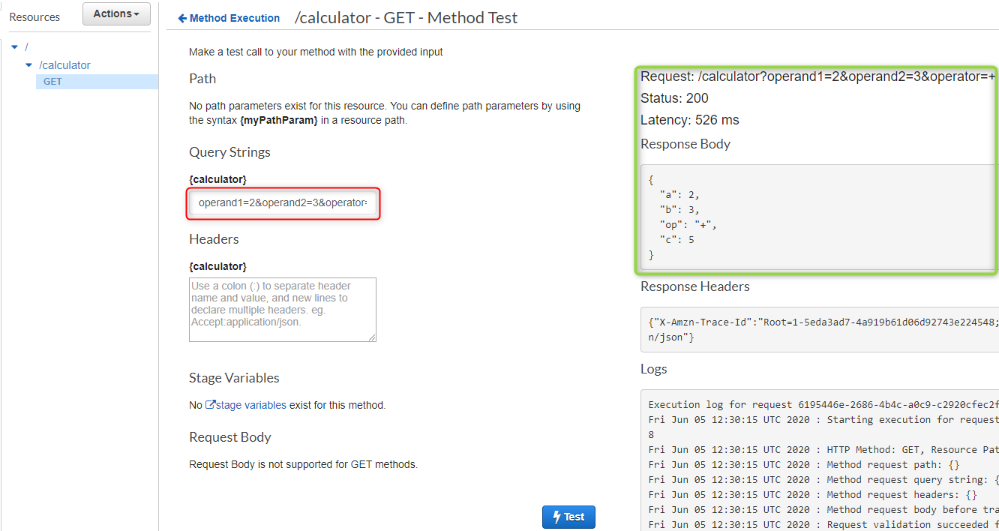 Resources
Actions
/
/calculator
GET
Method Execution
/calculator - GET - Method Test
Make a test call to your method with the provided input
Path
No path parameters exist for this resource. You can define path parameters by using
the syntax {myPathParam} in a resource path.
Query Strings
{calculator}
operand1=2&operand2=3&operator=
Headers
{calculator}
Use a colon (:) to separate header
name and value, and new lines to
declare multiple headers. eg.
Accept:application/json.
Stage Variables
No stage variables exist for this method.
Request Body
Request Body is not supported for GET methods.
Test
Request: /calculator?operand1=2&operand2=3&operator=+
Status: 200
Latency: 526 ms
Response Body
{
"a": 2,
"b": 3,
"op": "+",
"c": 5
}
Response Headers
{"X-Amzn-Trace-Id":"Root=1-5eda3ad7-4a919b61d06d92743e224548;
n/json"}
Logs
Execution log for request 6195446e-2686-4b4c-a0c9-c2920cfec2f
Fri Jun 05 12:30:15 UTC 2020 : Starting execution for request
8
Fri Jun 05 12:30:15 UTC 2020 : HTTP Method: GET, Resource Pat
Fri Jun 05 12:30:15 UTC 2020 : Method request path: {}
Fri Jun 05 12:30:15 UTC 2020 : Method request query string: {
Fri Jun 05 12:30:15 UTC 2020 : Method request headers: {}
Fri Jun 05 12:30:15 UTC 2020 : Method request body before tra
Fri Jun 05 12:30:15 UTC 2020 : Request validation succeeded f